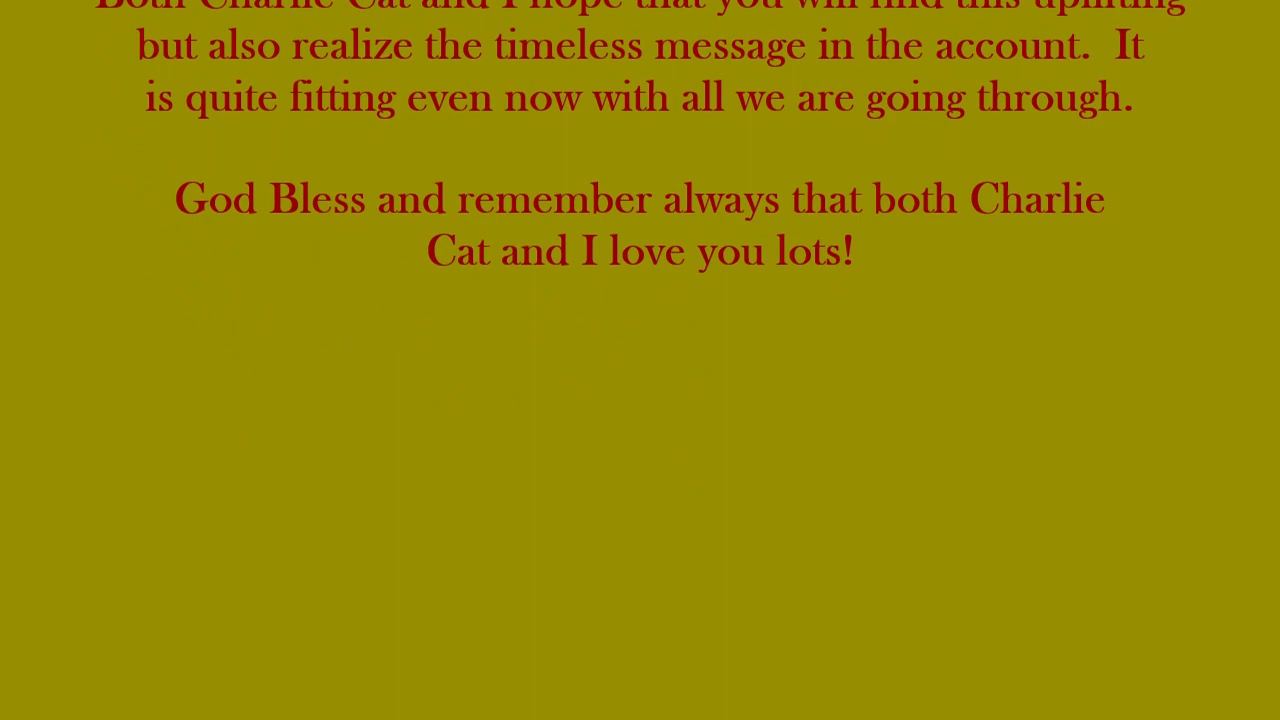 Both Charlie Cat and I hope that you will find this uplifting
but also realize the timeless message in the account.  It
is quite fitting even now with all we are going through.
God Bless and remember always that both Charlie
Cat and I love you lots!